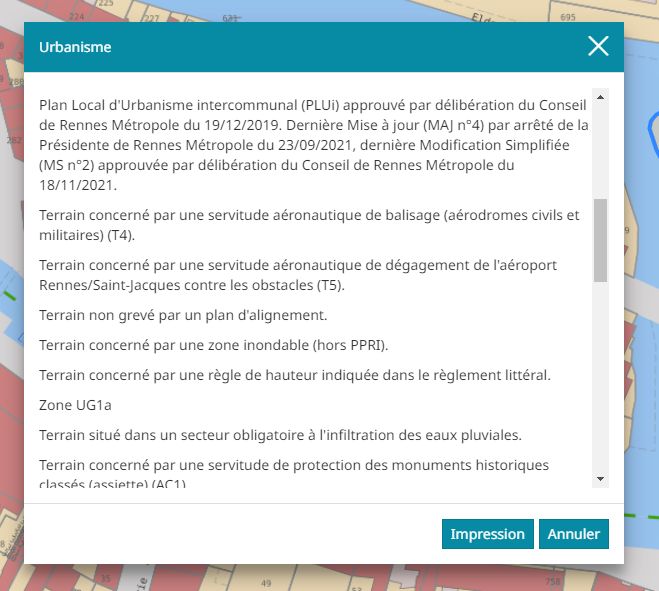 225
224
227
631
695
Urbanisme
Plan Local d'Urbanisme intercommunal (PLUi) approuvé par délibération du Conseil
de Rennes Métropole du 19/12/2019. Dernière Mise à jour (MAJ n°4) par arrêté de la
Présidente de Rennes Métropole du 23/09/2021, dernière Modification Simplifiée
(MS n°2) approuvée par délibération du Conseil de Rennes Métropole du
18/11/2021.
Terrain concerné par une servitude aéronautique de balisage (aérodromes civils et
militaires) (T4).
Terrain concerné par une servitude aéronautique de dégagement de l'aéroport
Rennes/Saint-Jacques contre les obstacles (T5).
Terrain non grevé par un plan d'alignement.
Terrain concerné par une zone inondable (hors PPRI).
Terrain concerné par une règle de hauteur indiquée dans le règlement littéral.
Zone UG1a
Terrain situé dans un secteur obligatoire à l'infiltration des eaux pluviales.
Terrain concerné par une servitude de protection des monuments historiques
classés (assiette) (AC1)
Impression
Annuler
49
758